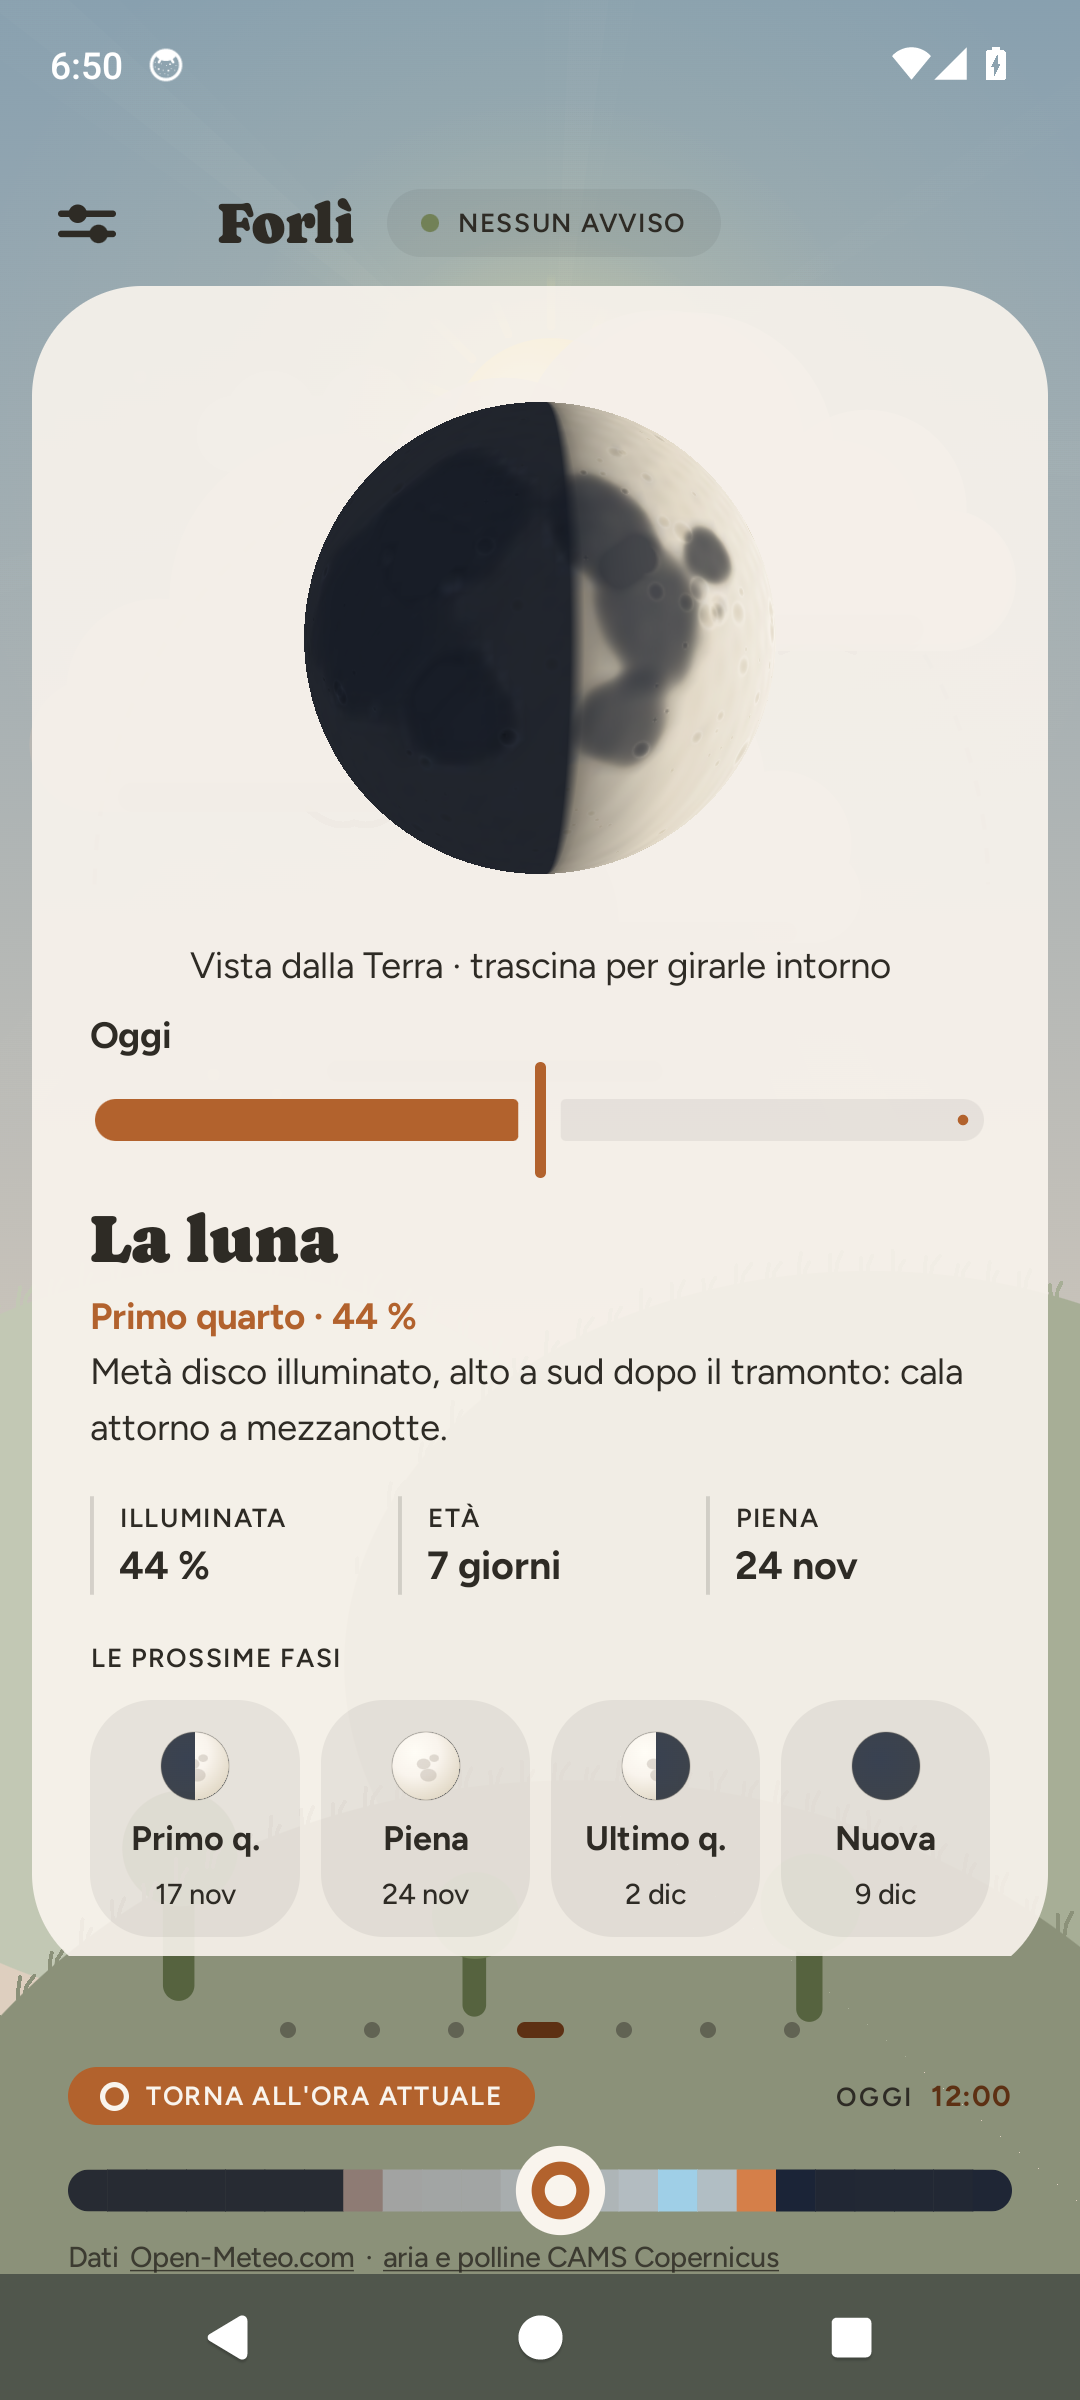 6:50
Forlì
NESSUN AVVISO
Vista dalla Terra · trascina per girarle intorno
Oggi
La luna
Primo quarto · 44 %
Metà disco illuminato, alto a sud dopo il tramonto: cala
attorno a mezzanotte.
ILLUMINATA
44 %
ETÀ
7 giorni
PIENA
24 nov
LE PROSSIME FASI
Primo q.
17 nov
Piena
24 nov
Ultimo q.
2 dic
Nuova
9 dic
TORNA ALL'ORA ATTUALE
OGGI 12:00
Dati Open-Meteo.com · aria e polline CAMS Copernicus